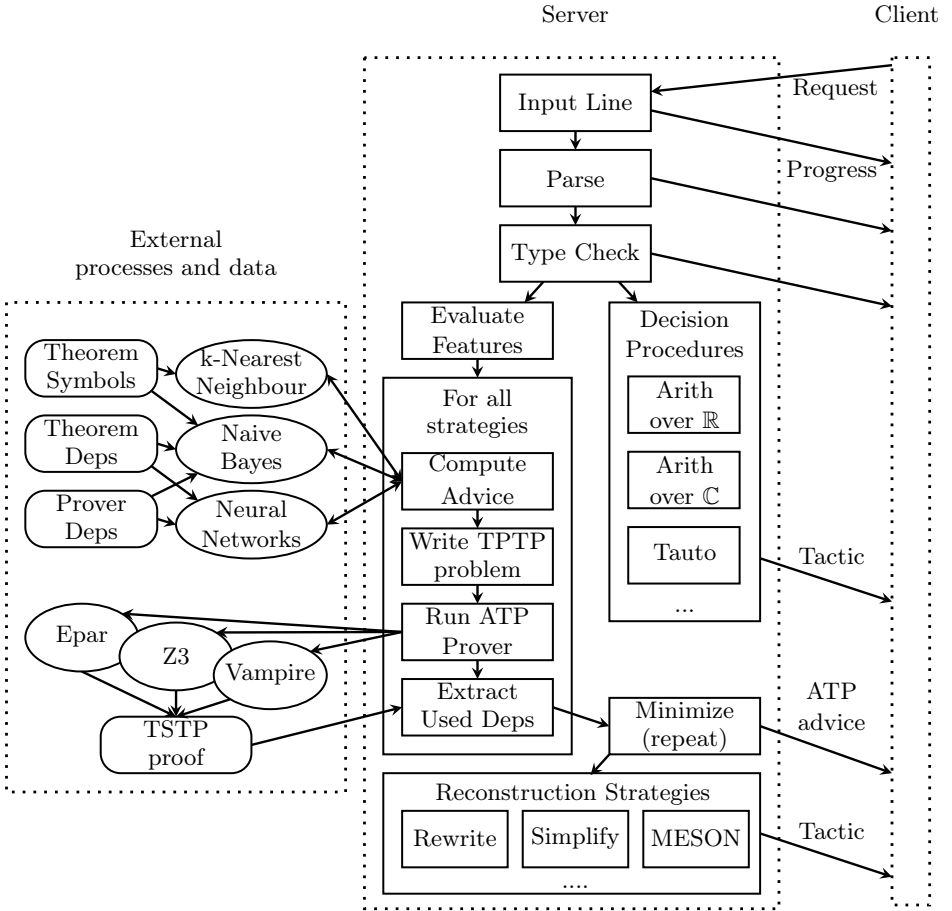 Server
Client
Input Line
Request
Parse
Progress
Type Check
External
processes and data
Evaluate
Features
Decision
Procedures
Theorem
Symbols
k-Nearest
Neighbour
For all
strategies
Arith
over ℝ
Theorem
Deps
Naive
Bayes
Compute
Advice
Arith
over ℂ
Prover
Deps
Neural
Networks
Write TPTP
problem
Tauto
...
Tactic
Epar
Z3
Vampire
Run ATP
Prover
Extract
Used Deps
TSTP
proof
Minimize
(repeat)
ATP
advice
Reconstruction Strategies
Rewrite
Simplify
MESON
....
Tactic